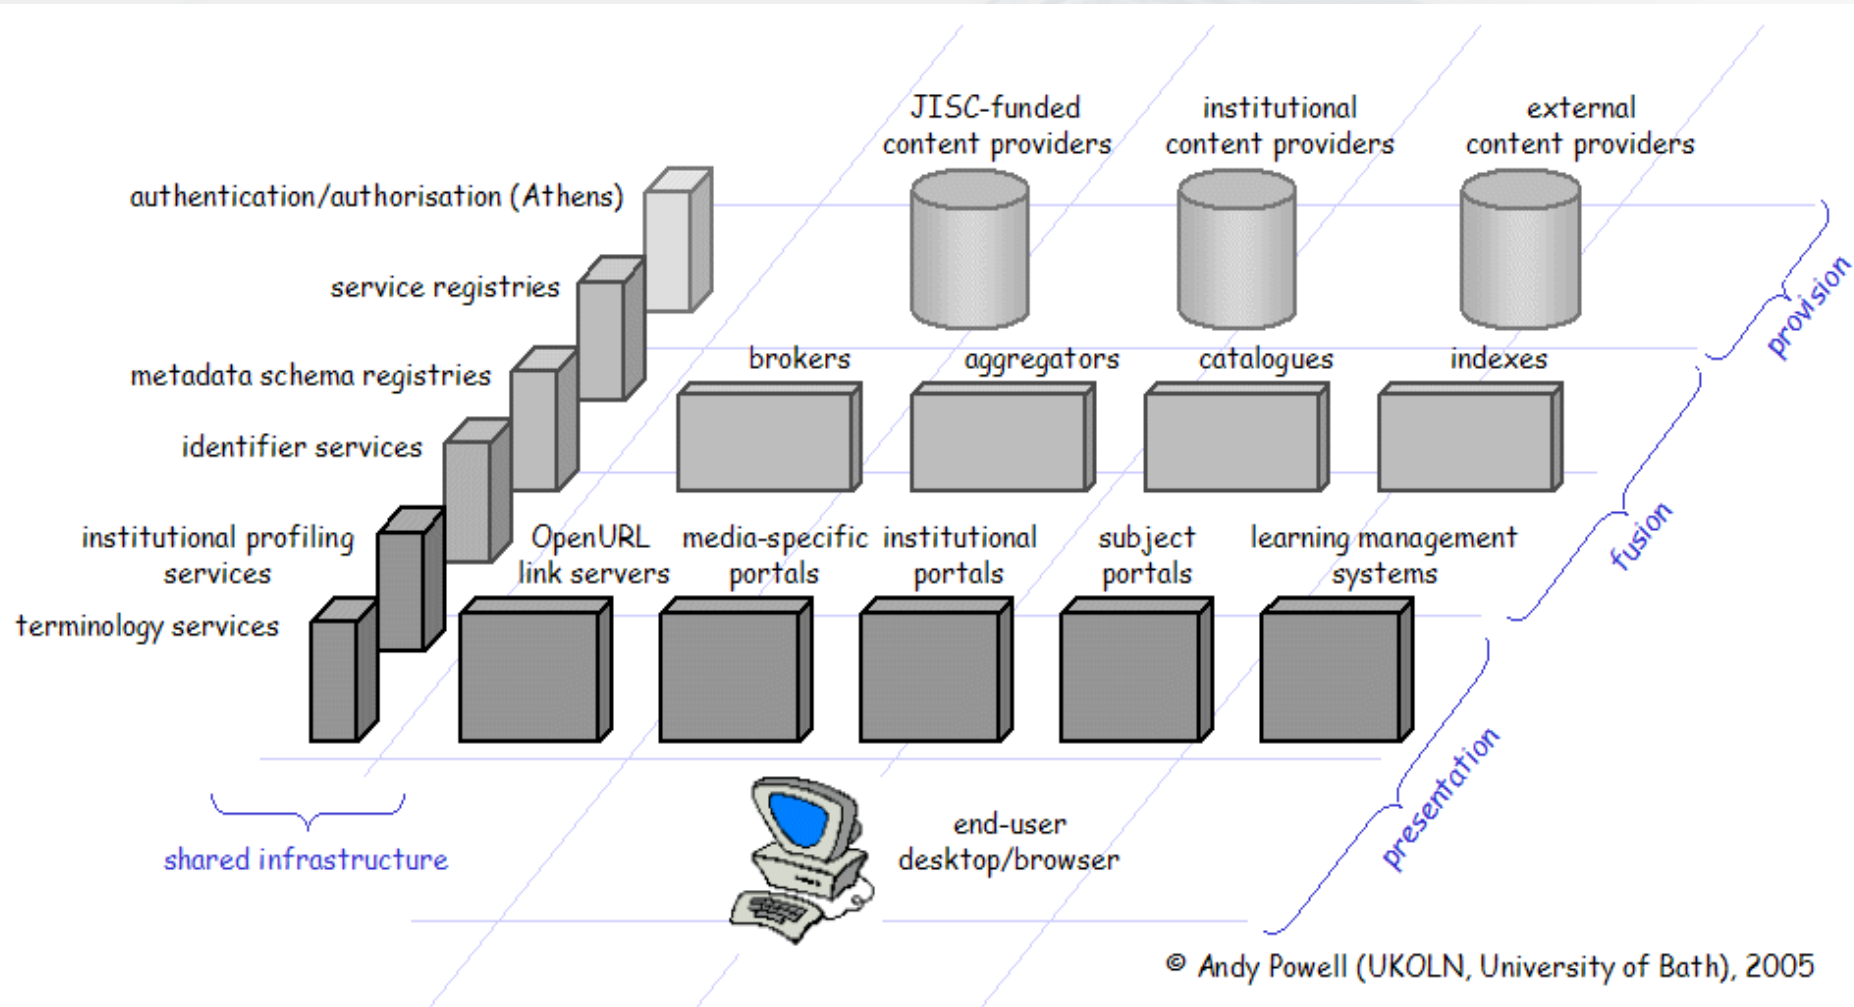 JISC-funded
content providers
institutional
content providers
external
content providers
authentication/authorisation (Athens)
service registries
provision
metadata schema registries
brokers
aggregators
catalogues
indexes
identifier services
fusion
institutional profiling
services
OpenURL
link servers
media-specific
portals
institutional
portals
subject
portals
learning management
systems
terminology services
presentation
shared infrastructure
end-user
desktop/browser
© Andy Powell (UKOLN, University of Bath), 2005